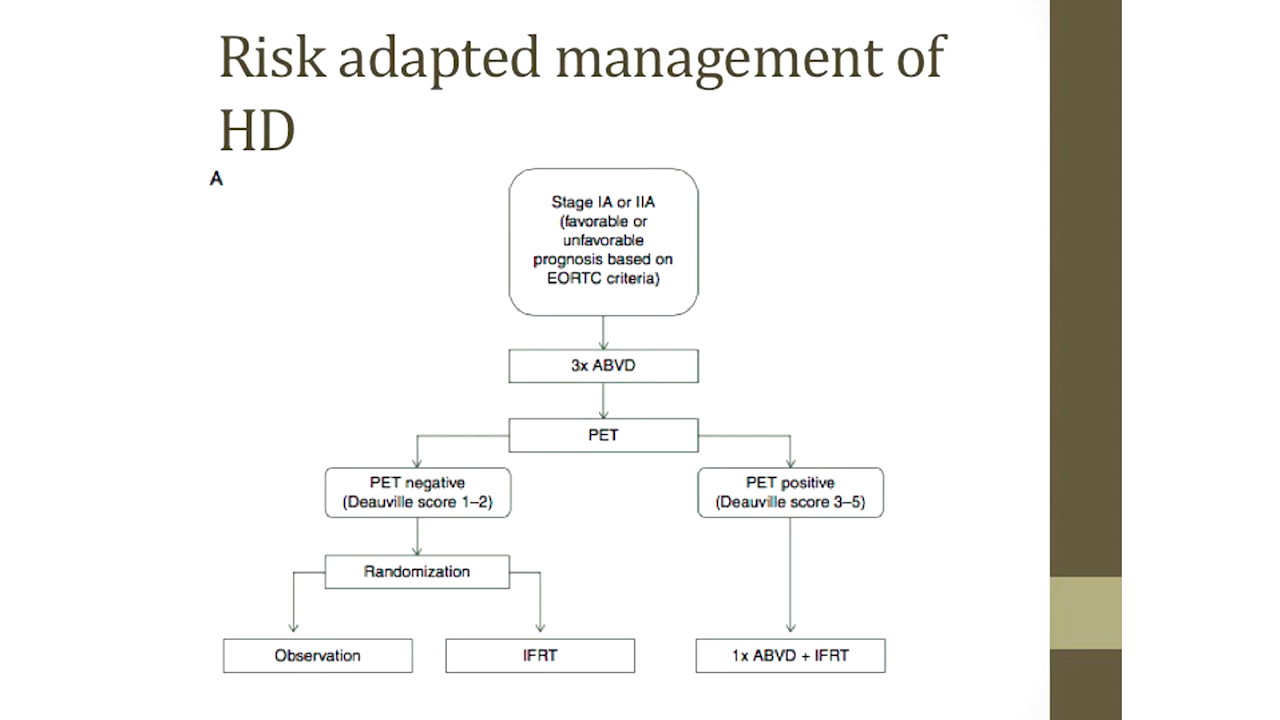 Risk adapted management of
HD
A
Stage IA or IIA
(favorable or
unfavorable
prognosis based on
EORTC criteria)
3x ABVD
PET
PET negative
(Deauville score 1–2)
PET positive
(Deauville score 3–5)
Randomization
Observation
IFRT
1x ABVD + IFRT